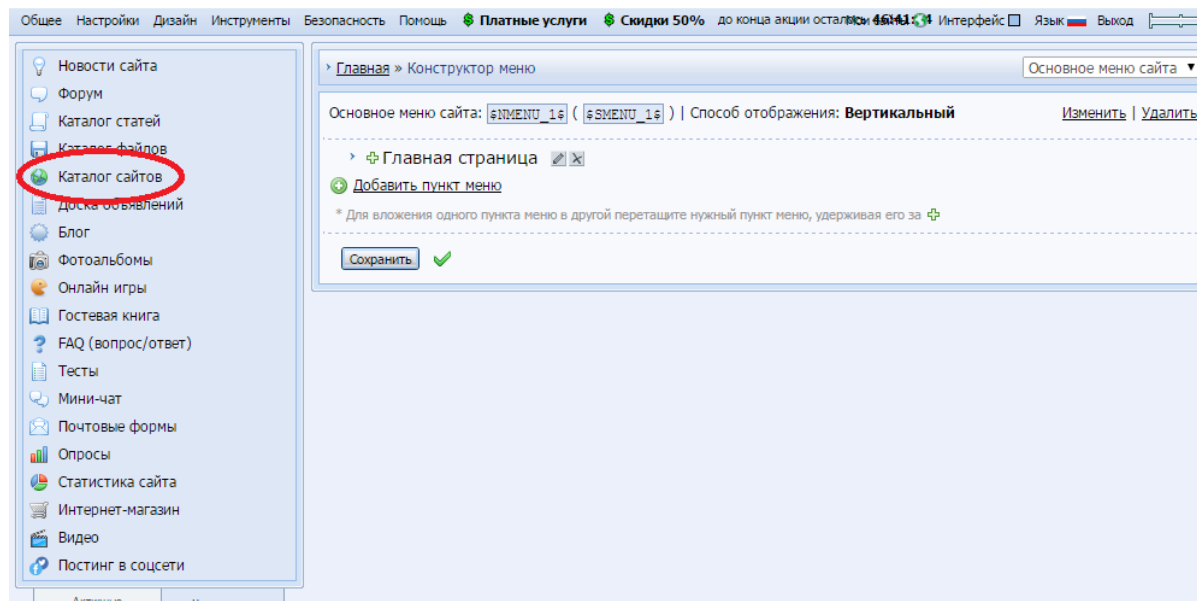 Общее Настройки Дизайн Инструменты Безопасность Помощь $ Платные услуги $ Скидки 50% до конца акции Интерфейс Язык Выход
› Главная » Конструктор меню Основное меню сайта
Основное меню сайта: $NMENU_1$ ( $SMENU_1$ ) | Способ отображения: Вертикальный Изменить | Удалить
› Главная страница
Добавить пункт меню
* Для вложения одного пункта меню в другой перетащите нужный пункт меню, удерживая его за
Сохранить
Новости сайта
Форум
Каталог статей
Каталог файлов
Каталог сайтов
Доска объявлений
Блог
Фотоальбомы
Онлайн игры
Гостевая книга
FAQ (вопрос/ответ)
Тесты
Мини-чат
Почтовые формы
Опросы
Статистика сайта
Интернет-магазин
Видео
Постинг в соцсети